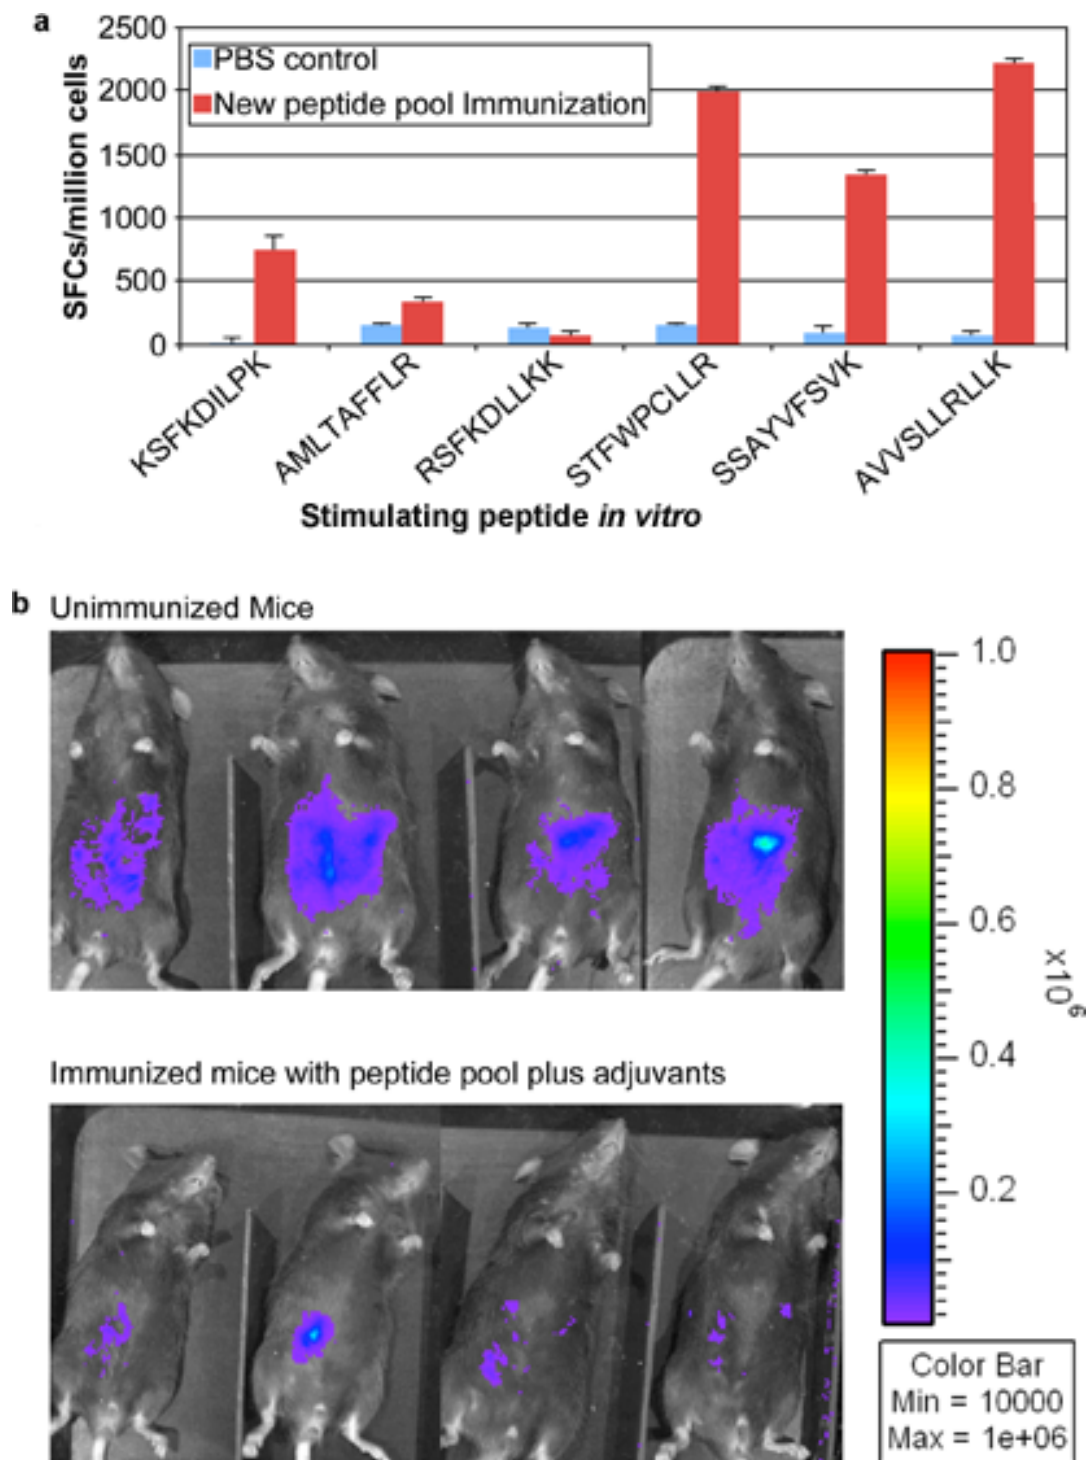 a
SFCs/million cells
2500
2000
1500
1000
500
0
PBS control
New peptide pool Immunization
KSFKDILPK
AMLTAFFLR
RSFKDLLKK
STFWPCLLR
SSAYVFSVK
AVVSLLRLLK
Stimulating peptide in vitro
b
Unimmunized Mice
1.0
0.8
0.6
0.4
0.2
x10⁶
Immunized mice with peptide pool plus adjuvants
Color Bar
Min = 10000
Max = 1e+06